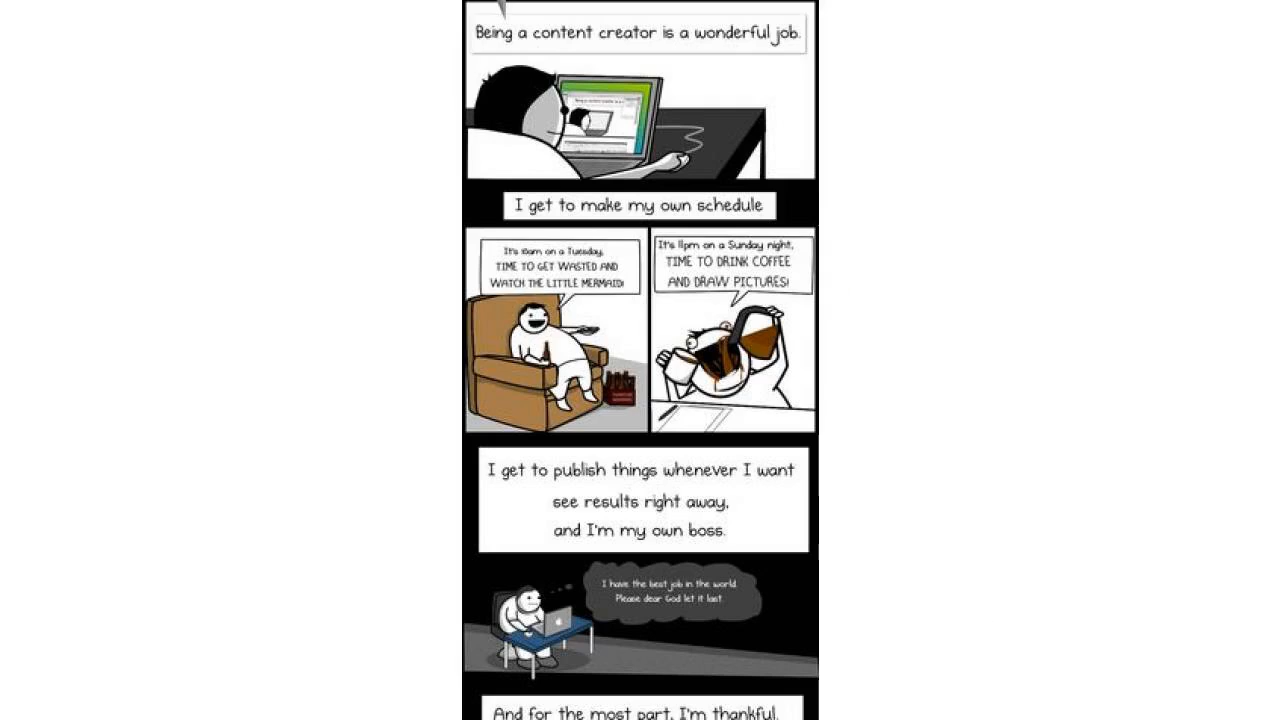 Being a content creator is a wonderful job.
I get to make my own schedule
It's 10am on a Tuesday,
TIME TO GET WASTED AND
WATCH THE LITTLE MERMAID!
It's 11pm on a Sunday night,
TIME TO DRINK COFFEE
AND DRAW PICTURES!
I get to publish things whenever I want
see results right away,
and I'm my own boss.
I have the best job in the world.
Please dear God let it last.
And for the most part, I'm thankful.